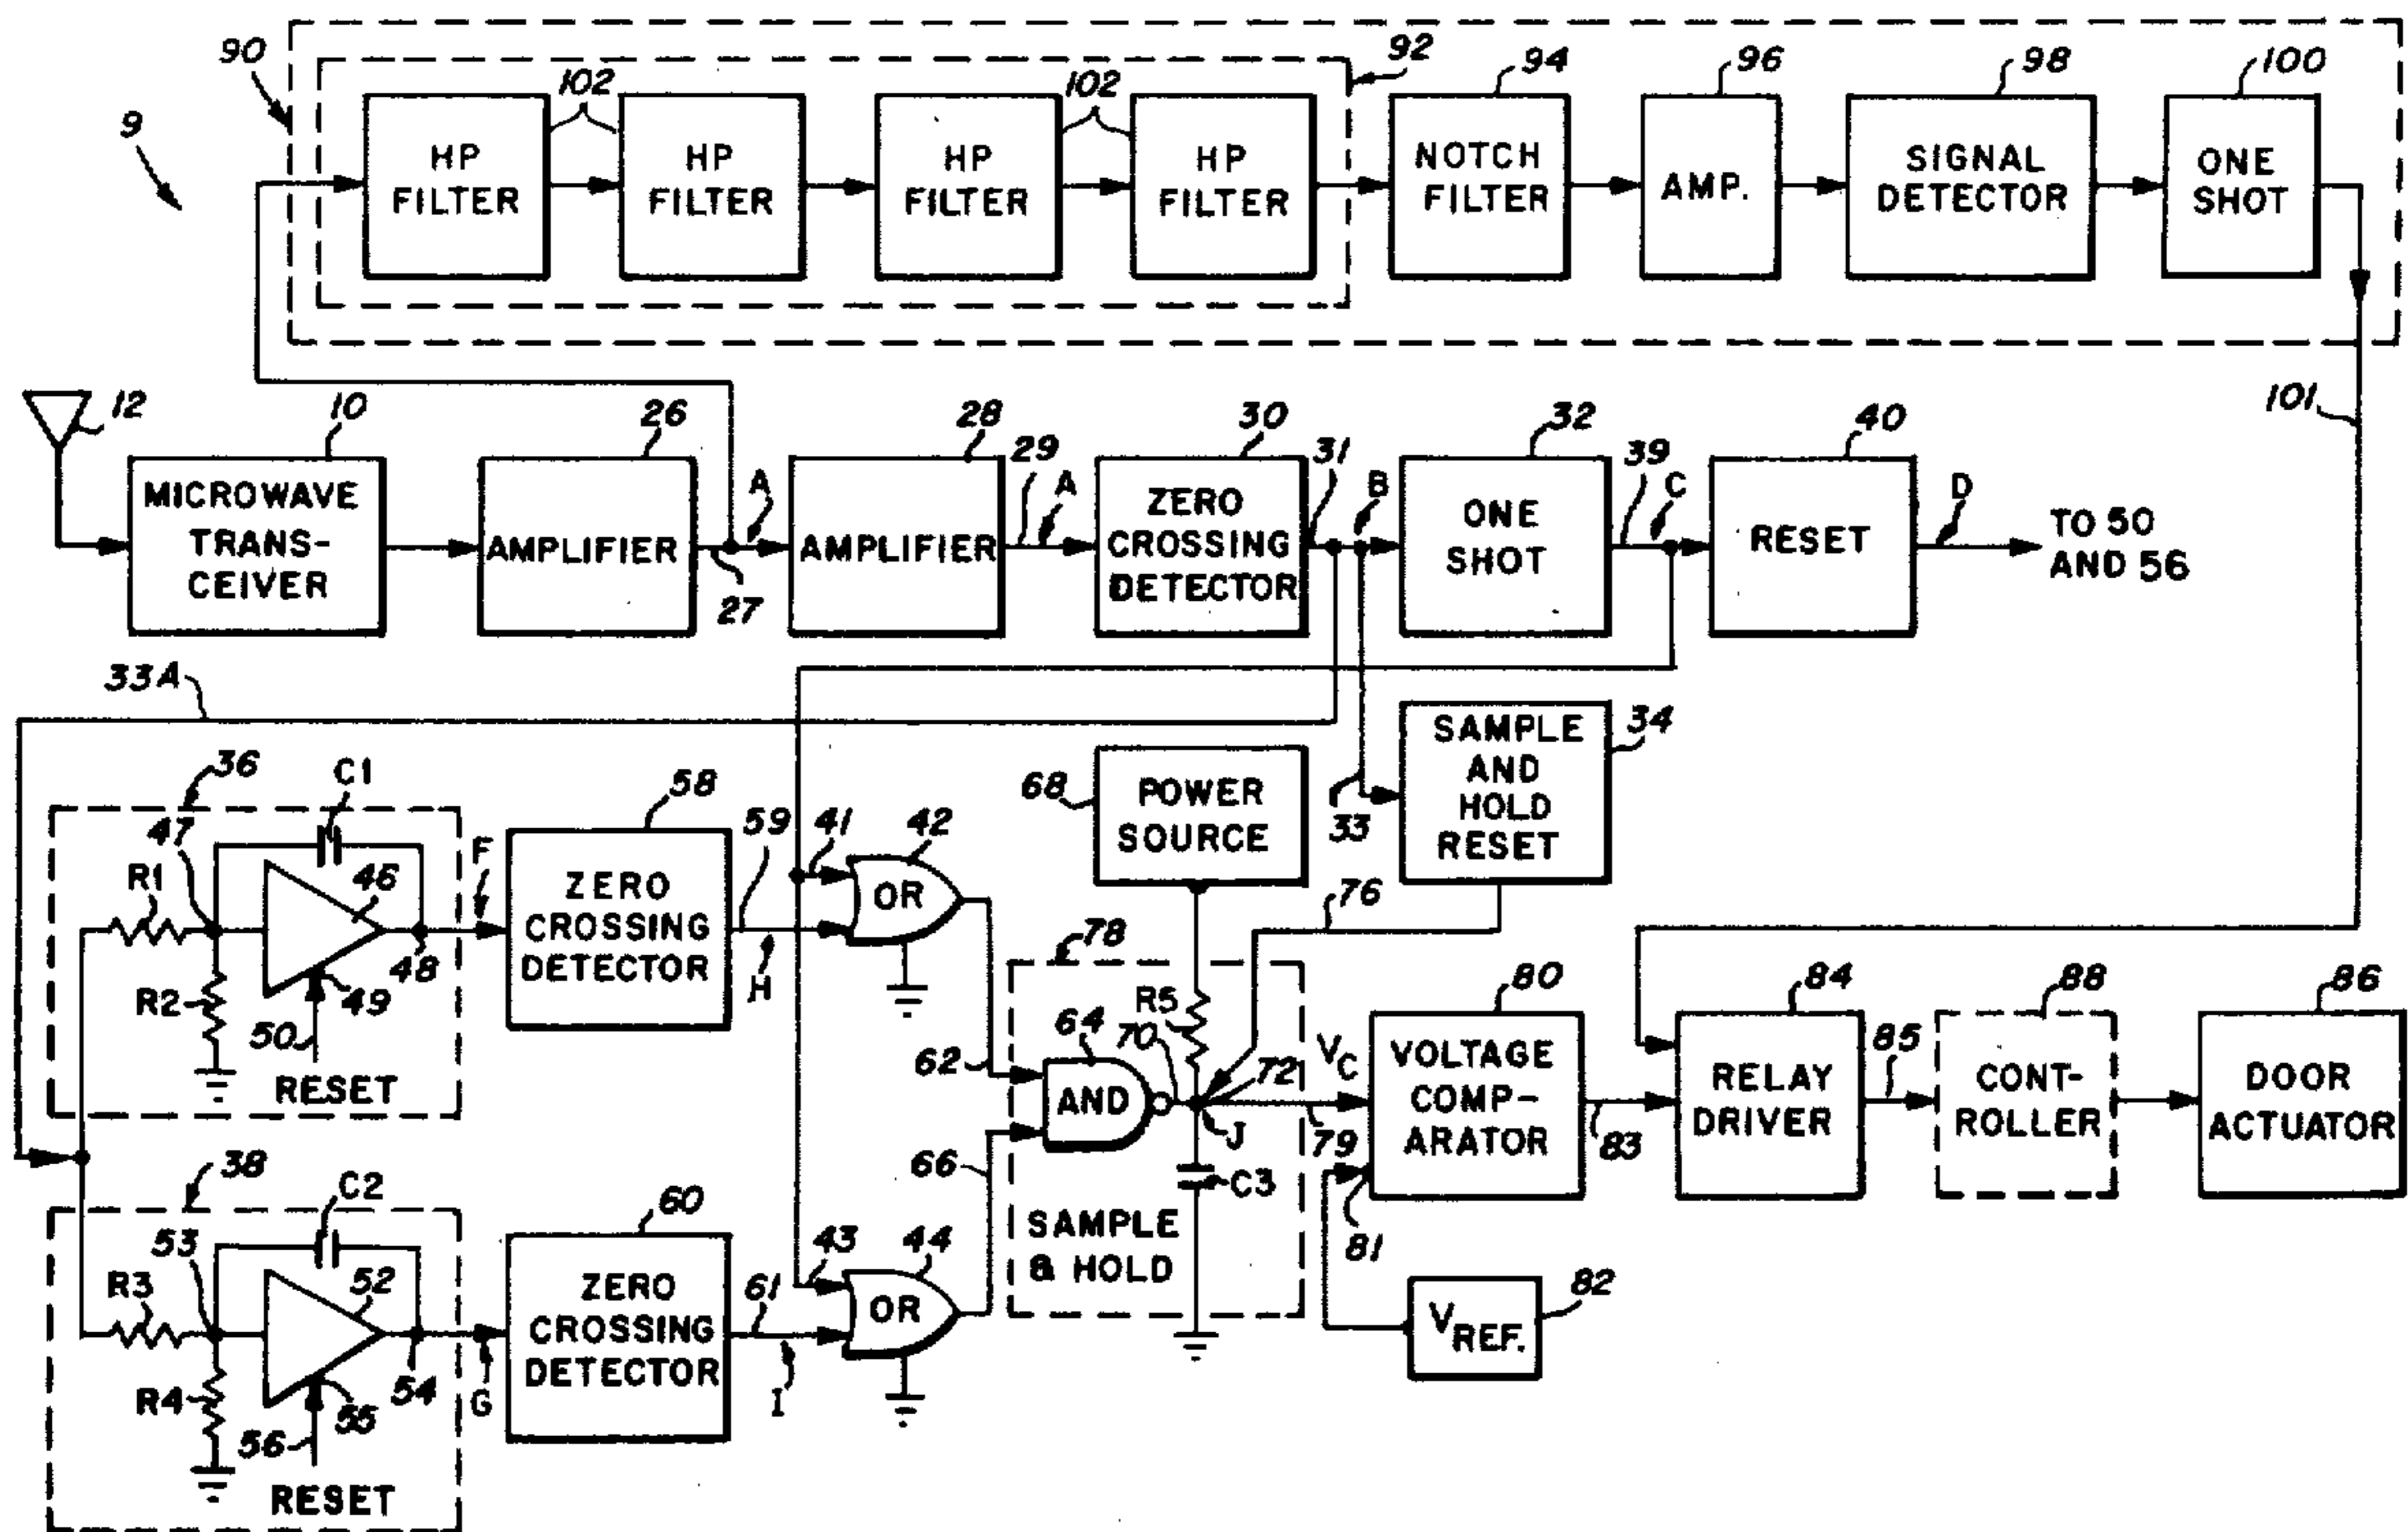 90
92
94
96
98
100
9
102
102
HP FILTER
HP FILTER
HP FILTER
HP FILTER
NOTCH FILTER
AMP.
SIGNAL DETECTOR
ONE SHOT
101
12
10
26
28
30
32
40
MICROWAVE
TRANS-
CEIVER
AMPLIFIER
A
27
AMPLIFIER
29
A
ZERO
CROSSING
DETECTOR
31
B
ONE
SHOT
39
C
RESET
D
TO 50
AND 56
33A
36
C1
47
R1
46
R2
49
48
50
RESET
F
58
ZERO
CROSSING
DETECTOR
59
H
41
42
OR
62
68
POWER
SOURCE
33
SAMPLE
AND
HOLD
RESET
34
76
78
R5
70
64
AND
72
J
C3
SAMPLE
& HOLD
VC
79
80
VOLTAGE
COMP-
ARATOR
81
82
VREF.
83
84
RELAY
DRIVER
85
88
CONT-
ROLLER
86
DOOR
ACTUATOR
38
C2
53
R3
52
R4
55
54
56
RESET
G
60
ZERO
CROSSING
DETECTOR
61
I
43
44
OR
66